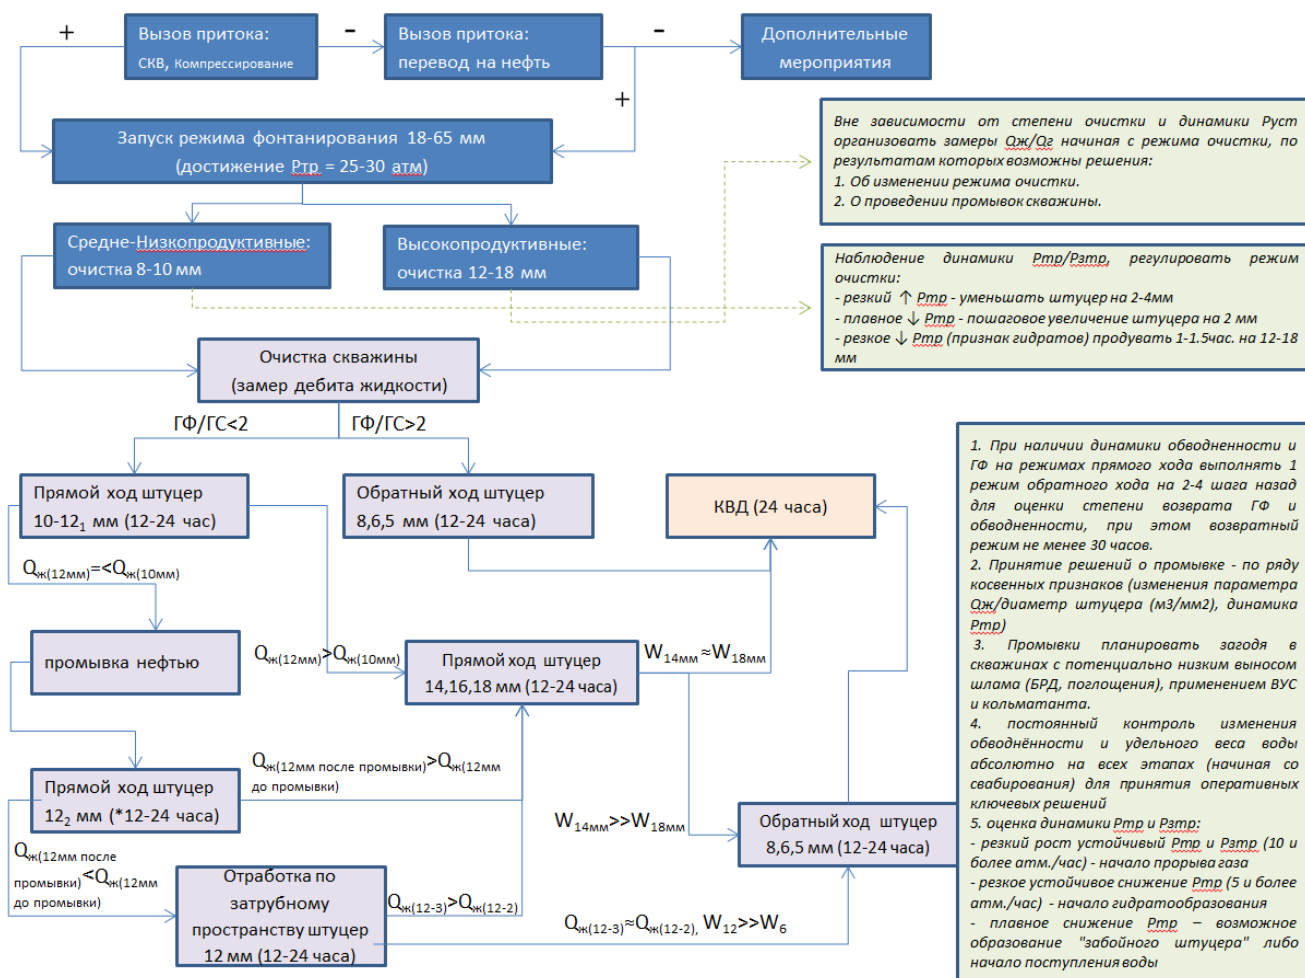 +
Вызов притока:
СКВ, Компрессирование
-
Вызов притока:
перевод на нефть
-
Дополнительные
мероприятия
+
Запуск режима фонтанирования 18-65 мм
(достижение Ртр = 25-30 атм)
Вне зависимости от степени очистки и динамики Руст
организовать замеры Qж/Qг начиная с режима очистки, по
результатам которых возможны решения:
1. Об изменении режима очистки.
2. О проведении промывок скважины.
Средне-Низкопродуктивные:
очистка 8-10 мм
Высокопродуктивные:
очистка 12-18 мм
Наблюдение динамики Ртр/Рзтр, регулировать режим
очистки:
- резкий ↑ Ртр - уменьшать штуцер на 2-4мм
- плавное ↓ Ртр - пошаговое увеличение штуцера на 2 мм
- резкое ↓ Ртр (признак гидратов) продувать 1-1.5час. на 12-18
мм
Очистка скважины
(замер дебита жидкости)
ГФ/ГС<2
ГФ/ГС>2
Прямой ход штуцер
10-12₁ мм (12-24 час)
Обратный ход штуцер
8,6,5 мм (12-24 час)
КВД (24 часа)
Qж(12мм)=<Qж(10мм)
промывка нефтью
Qж(12мм)>Qж(10мм)
Прямой ход штуцер
14,16,18 мм (12-24 часа)
W14мм ≈W18мм
Прямой ход штуцер
12₂ мм (*12-24 часа)
Qж(12мм после промывки)>Qж(12мм
до промывки)
W14мм>>W18мм
Обратный ход штуцер
8,6,5 мм (12-24 часа)
Qж(12мм после
промывки)<Qж(12мм
до промывки)
Отработка по
затрубному
пространству штуцер
12 мм (12-24 часа)
Qж(12-3)>Qж(12-2)
Qж(12-3)≈Qж(12-2), W12>>W6
1. При наличии динамики обводненности и
ГФ на режимах прямого хода выполнять 1
режим обратного хода на 2-4 шага назад
для оценки степени возврата ГФ и
обводненности, при этом возвратный
режим не менее 30 часов.
2. Принятие решений о промывке - по ряду
косвенных признаков (изменения параметра
Qж/диаметр штуцера (м3/мм2), динамика
Ртр)
3. Промывки планировать загодя в
скважинах с потенциально низким выносом
шлама (БРД, поглощения), применением ВУС
и кольматанта.
4. постоянный контроль изменения
обводнённости и удельного веса воды
абсолютно на всех этапах (начиная со
свабирования) для принятия оперативных
ключевых решений
5. оценка динамики Ртр и Рзтр:
- резкий рост устойчивый Ртр и Рзтр (10 и
более атм./час) - начало прорыва газа
- резкое устойчивое снижение Ртр (5 и более
атм./час) - начало гидратообразования
- плавное снижение Ртр – возможное
образование "забойного штуцера" либо
начало поступления воды